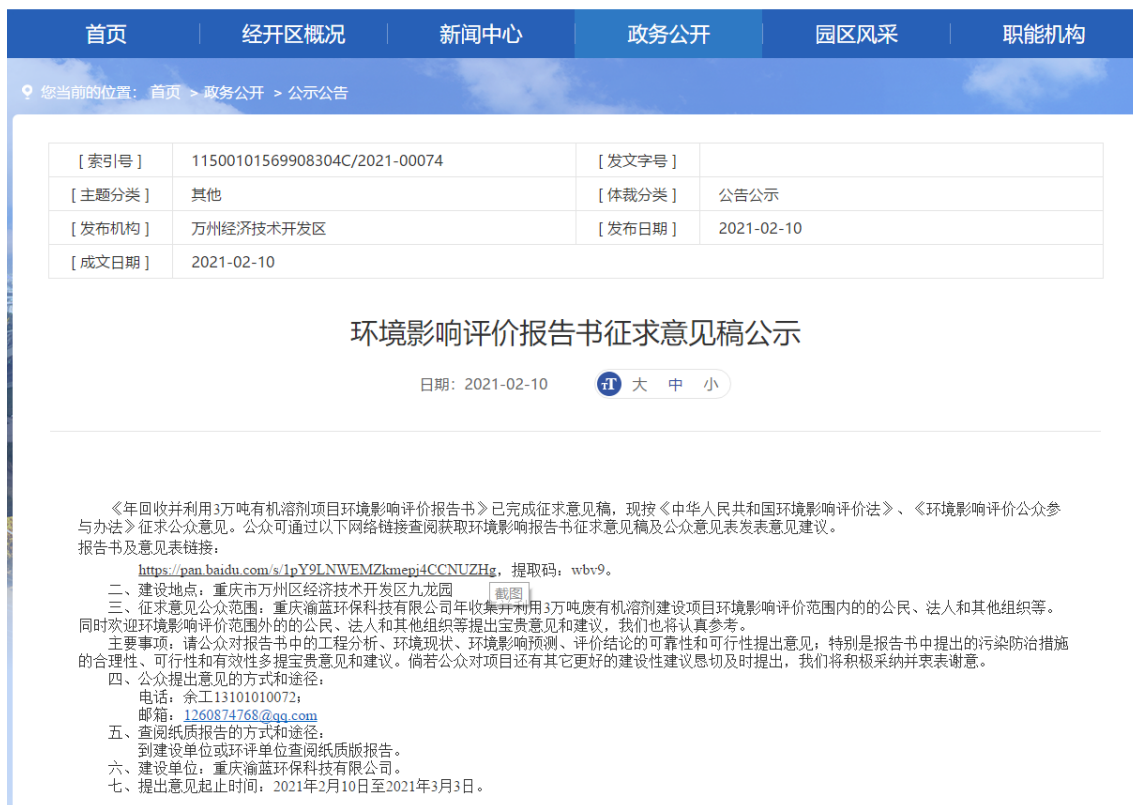 首页 经开区概况 新闻中心 政务公开 园区风采 职能机构
您当前的位置： 首页 > 政务公开 > 公示公告
[ 索引号 ] 11500101569908304C/2021-00074 [ 发文字号 ]
[ 主题分类 ] 其他 [ 体裁分类 ] 公告公示
[ 发布机构 ] 万州经济技术开发区 [ 发布日期 ] 2021-02-10
[ 成文日期 ] 2021-02-10
环境影响评价报告书征求意见稿公示
日期：2021-02-10 大 中 小
《年回收并利用3万吨有机溶剂项目环境影响评价报告书》已完成征求意见稿，现按《中华人民共和国环境影响评价法》、《环境影响评价公众参
与办法》征求公众意见。公众可通过以下网络链接查阅获取环境影响报告书征求意见稿及公众意见表发表意见建议。
报告书及意见表链接：
https://pan.baidu.com/s/1pY9LNWEMZkmepj4CCNUZHg，提取码：wbv9。
二、建设地点：重庆市万州区经济技术开发区九龙园
截图
三、征求意见公众范围：重庆渝蓝环保科技有限公司年收集并利用3万吨废有机溶剂建设项目环境影响评价范围内的的公民、法人和其他组织等。
同时欢迎环境影响评价范围外的的公民、法人和其他组织等提出宝贵意见和建议，我们也将认真参考。
主要事项：请公众对报告书中的工程分析、环境现状、环境影响预测、评价结论的可靠性和可行性提出意见；特别是报告书中提出的污染防治措施
的合理性、可行性和有效性多提宝贵意见和建议。倘若公众对项目还有其它更好的建设性建议恳切及时提出，我们将积极采纳并衷表谢意。
四、公众提出意见的方式和途径：
电话：余工13101010072；
邮箱：1260874768@qq.com
五、查阅纸质报告的方式和途径：
到建设单位或环评单位查阅纸质版报告。
六、建设单位：重庆渝蓝环保科技有限公司。
七、提出意见起止时间：2021年2月10日至2021年3月3日。